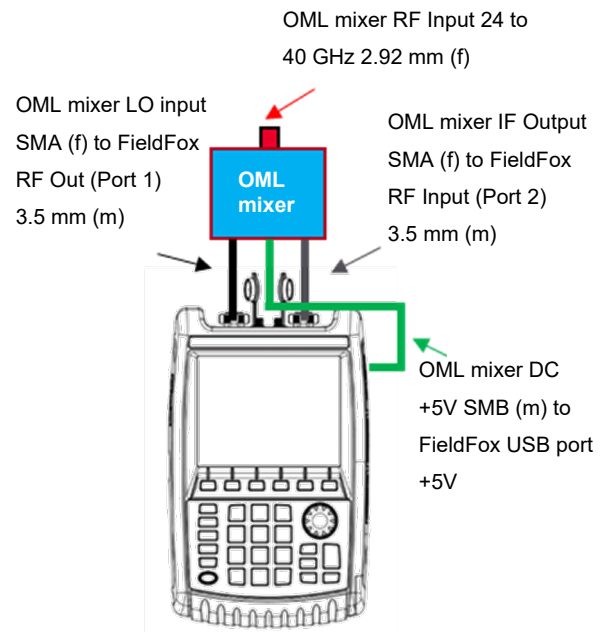 OML mixer RF Input 24 to
40 GHz 2.92 mm (f)
OML mixer LO input
SMA (f) to FieldFox
RF Out (Port 1)
3.5 mm (m)
OML mixer IF Output
SMA (f) to FieldFox
RF Input (Port 2)
3.5 mm (m)
OML
mixer
OML mixer DC
+5V SMB (m) to
FieldFox USB port
+5V